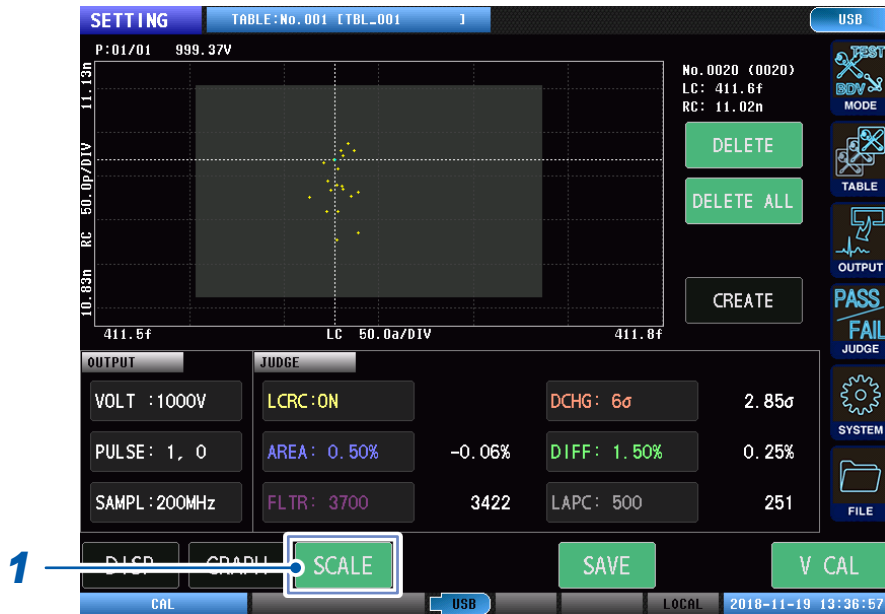 SETTING
TABLE:No.001 [TBL_001 ]
USB
P:01/01 999.37V
11.13n
50.0p/DIV
RC
10.83n
411.5f
LC 50.0a/DIV
411.8f
No.0020 (0020)
LC: 411.6f
RC: 11.02n
DELETE
DELETE ALL
CREATE
TEST
BDV
MODE
TABLE
OUTPUT
PASS
FAIL
JUDGE
SYSTEM
FILE
OUTPUT
JUDGE
VOLT :1000V
LCRC:ON
DCHG: 6σ
2.85σ
PULSE: 1, 0
AREA: 0.50%
-0.06%
DIFF: 1.50%
0.25%
SAMPL:200MHz
FLTR: 3700
3422
LAPC: 500
251
1
DISP
GRAPH
SCALE
SAVE
V CAL
CAL
USB
LOCAL
2018-11-19 13:36:57